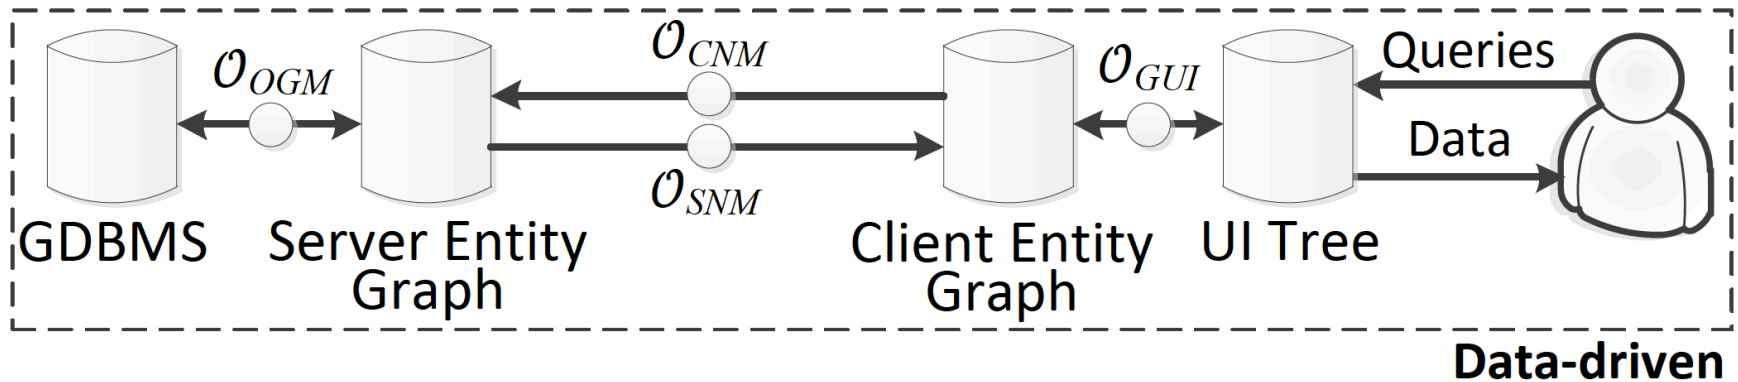 𝒪OGM
𝒪CNM
𝒪SNM
𝒪GUI
Queries
Data
GDBMS
Server Entity
Graph
Client Entity
Graph
UI Tree
Data-driven